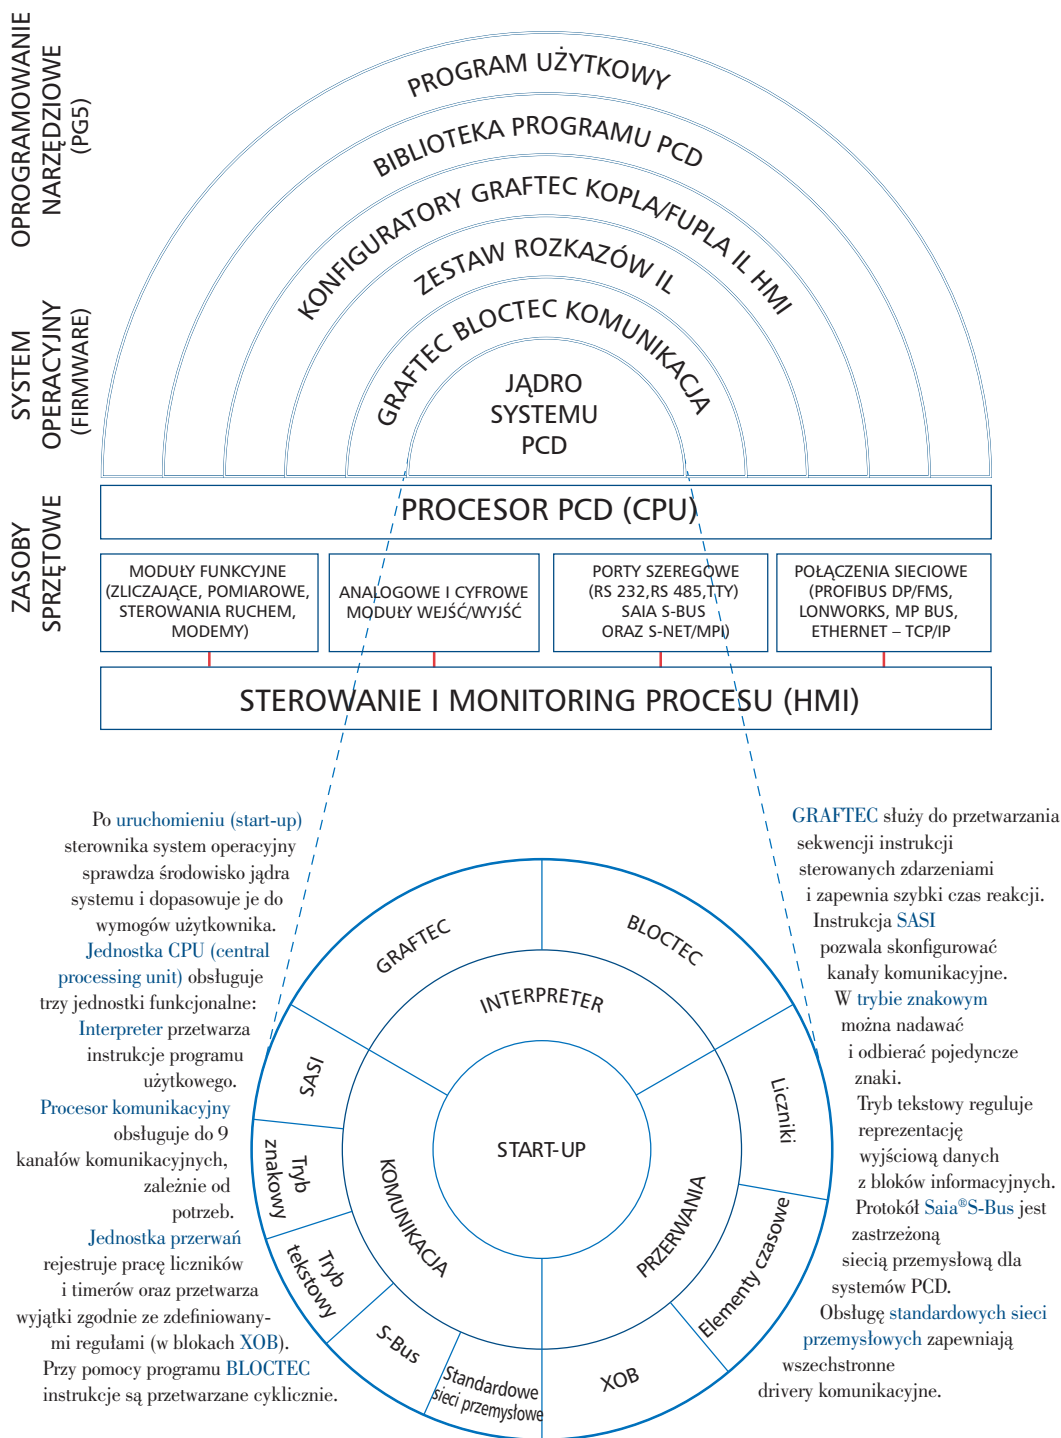 OPROGRAMOWANIE
NARZĘDZIOWE
(PG5)
SYSTEM
OPERACYJNY
(FIRMWARE)
ZASOBY
SPRZĘTOWE
PROGRAM UŻYTKOWY
BIBLIOTEKA PROGRAMU PCD
KONFIGURATORY GRAFTEC KOPLA/FUPLA IL HMI
ZESTAW ROZKAZÓW IL
GRAFTEC BLOCTEC KOMUNIKACJA
JĄDRO
SYSTEMU
PCD
PROCESOR PCD (CPU)
MODUŁY FUNKCYJNE
(ZLICZAJĄCE, POMIAROWE,
STEROWANIA RUCHEM,
MODEMY)
ANALOGOWE I CYFROWE
MODUŁY WEJŚĆ/WYJŚĆ
PORTY SZEREGOWE
(RS 232,RS 485,TTY)
SAIA S-BUS
ORAZ S-NET/MPI)
POŁĄCZENIA SIECIOWE
(PROFIBUS DP/FMS,
LONWORKS, MP BUS,
ETHERNET – TCP/IP
STEROWANIE I MONITORING PROCESU (HMI)
Po uruchomieniu (start-up)
sterownika system operacyjny
sprawdza środowisko jądra
systemu i dopasowuje je do
wymogów użytkownika.
Jednostka CPU (central
processing unit) obsługuje
trzy jednostki funkcjonalne:
Interpreter przetwarza
instrukcje programu
użytkowego.
Procesor komunikacyjny
obsługuje do 9
kanałów komunikacyjnych,
zależnie od
potrzeb.
Jednostka przerwań
rejestruje pracę liczników
i timerów oraz przetwarza
wyjątki zgodnie ze zdefiniowany-
mi regułami (w blokach XOB).
Przy pomocy programu BLOCTEC
instrukcje są przetwarzane cyklicznie.
GRAFTEC
BLOCTEC
INTERPRETER
SASI
Liczniki
START-UP
Tryb
znakowy
KOMUNIKACJA
PRZERWANIA
Elementy czasowe
Tryb
tekstowy
S-Bus
Standardowe
sieci przemysłowe
XOB
GRAFTEC służy do przetwarzania
sekwencji instrukcji
sterowanych zdarzeniami
i zapewnia szybki czas reakcji.
Instrukcja SASI
pozwala skonfigurować
kanały komunikacyjne.
W trybie znakowym
można nadawać
i odbierać pojedyncze
znaki.
Tryb tekstowy reguluje
reprezentację
wyjściową danych
z bloków informacyjnych.
Protokół Saia®S-Bus jest
zastrzeżoną
siecią przemysłową dla
systemów PCD.
Obsługę standardowych sieci
przemysłowych zapewniają
wszechstronne
drivery komunikacyjne.